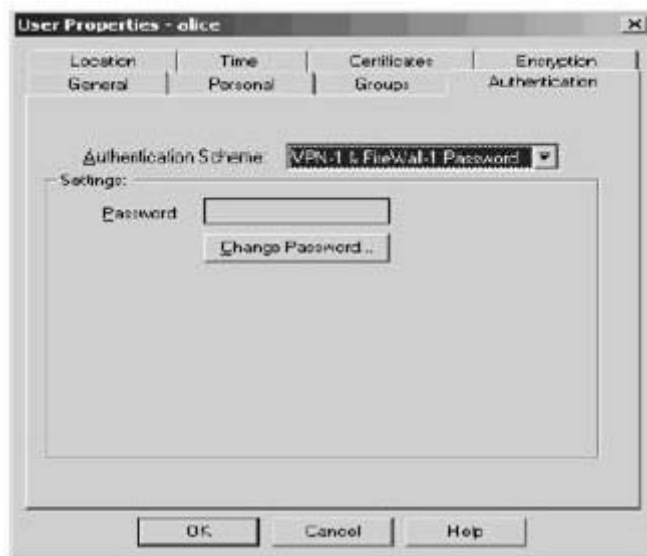 User Properties - alice
Location Time Certificates Encryption
General Personal Groups Authentication
Authentication Scheme: VPN-1 & FireWall-1 Password
Settings:
Password
Change Password...
OK Cancel Help